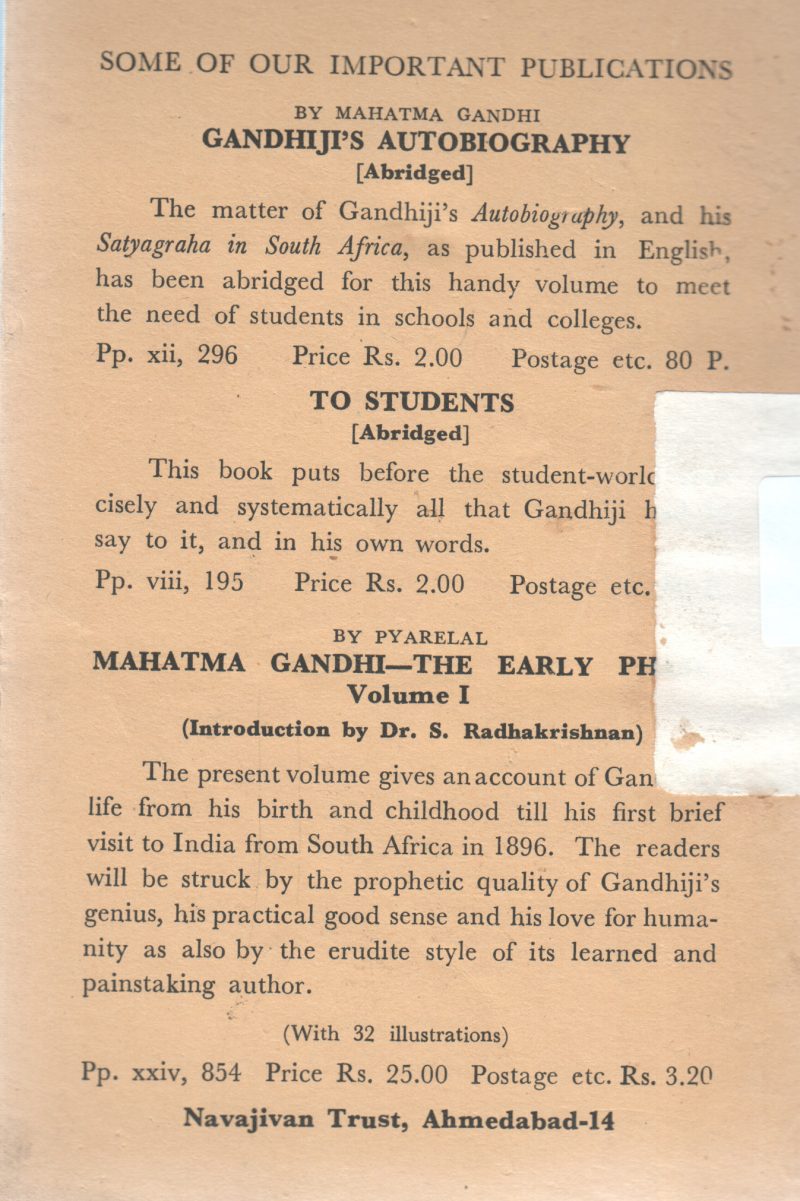 SOME OF OUR IMPORTANT PUBLICATIONS
BY MAHATMA GANDHI
GANDHIJI'S AUTOBIOGRAPHY
[Abridged]
The matter of Gandhiji's Autobiography, and his
Satyagraha in South Africa, as published in English,
has been abridged for this handy volume to meet
the need of students in schools and colleges.
Pp. xii, 296 Price Rs. 2.00 Postage etc. 80 P.
TO STUDENTS
[Abridged]
This book puts before the student-worl
cisely and systematically all that Gandhiji h
say to it, and in his own words.
Pp. viii, 195 Price Rs. 2.00 Postage etc.
BY PYARELAL
MAHATMA GANDHI—THE EARLY PH
Volume I
(Introduction by Dr. S. Radhakrishnan)
The present volume gives an account of Gan
life from his birth and childhood till his first brief
visit to India from South Africa in 1896. The readers
will be struck by the prophetic quality of Gandhiji's
genius, his practical good sense and his love for huma-
nity as also by the erudite style of its learned and
painstaking author.
(With 32 illustrations)
Pp. xxiv, 854 Price Rs. 25.00 Postage etc. Rs. 3.20
Navajivan Trust, Ahmedabad-14